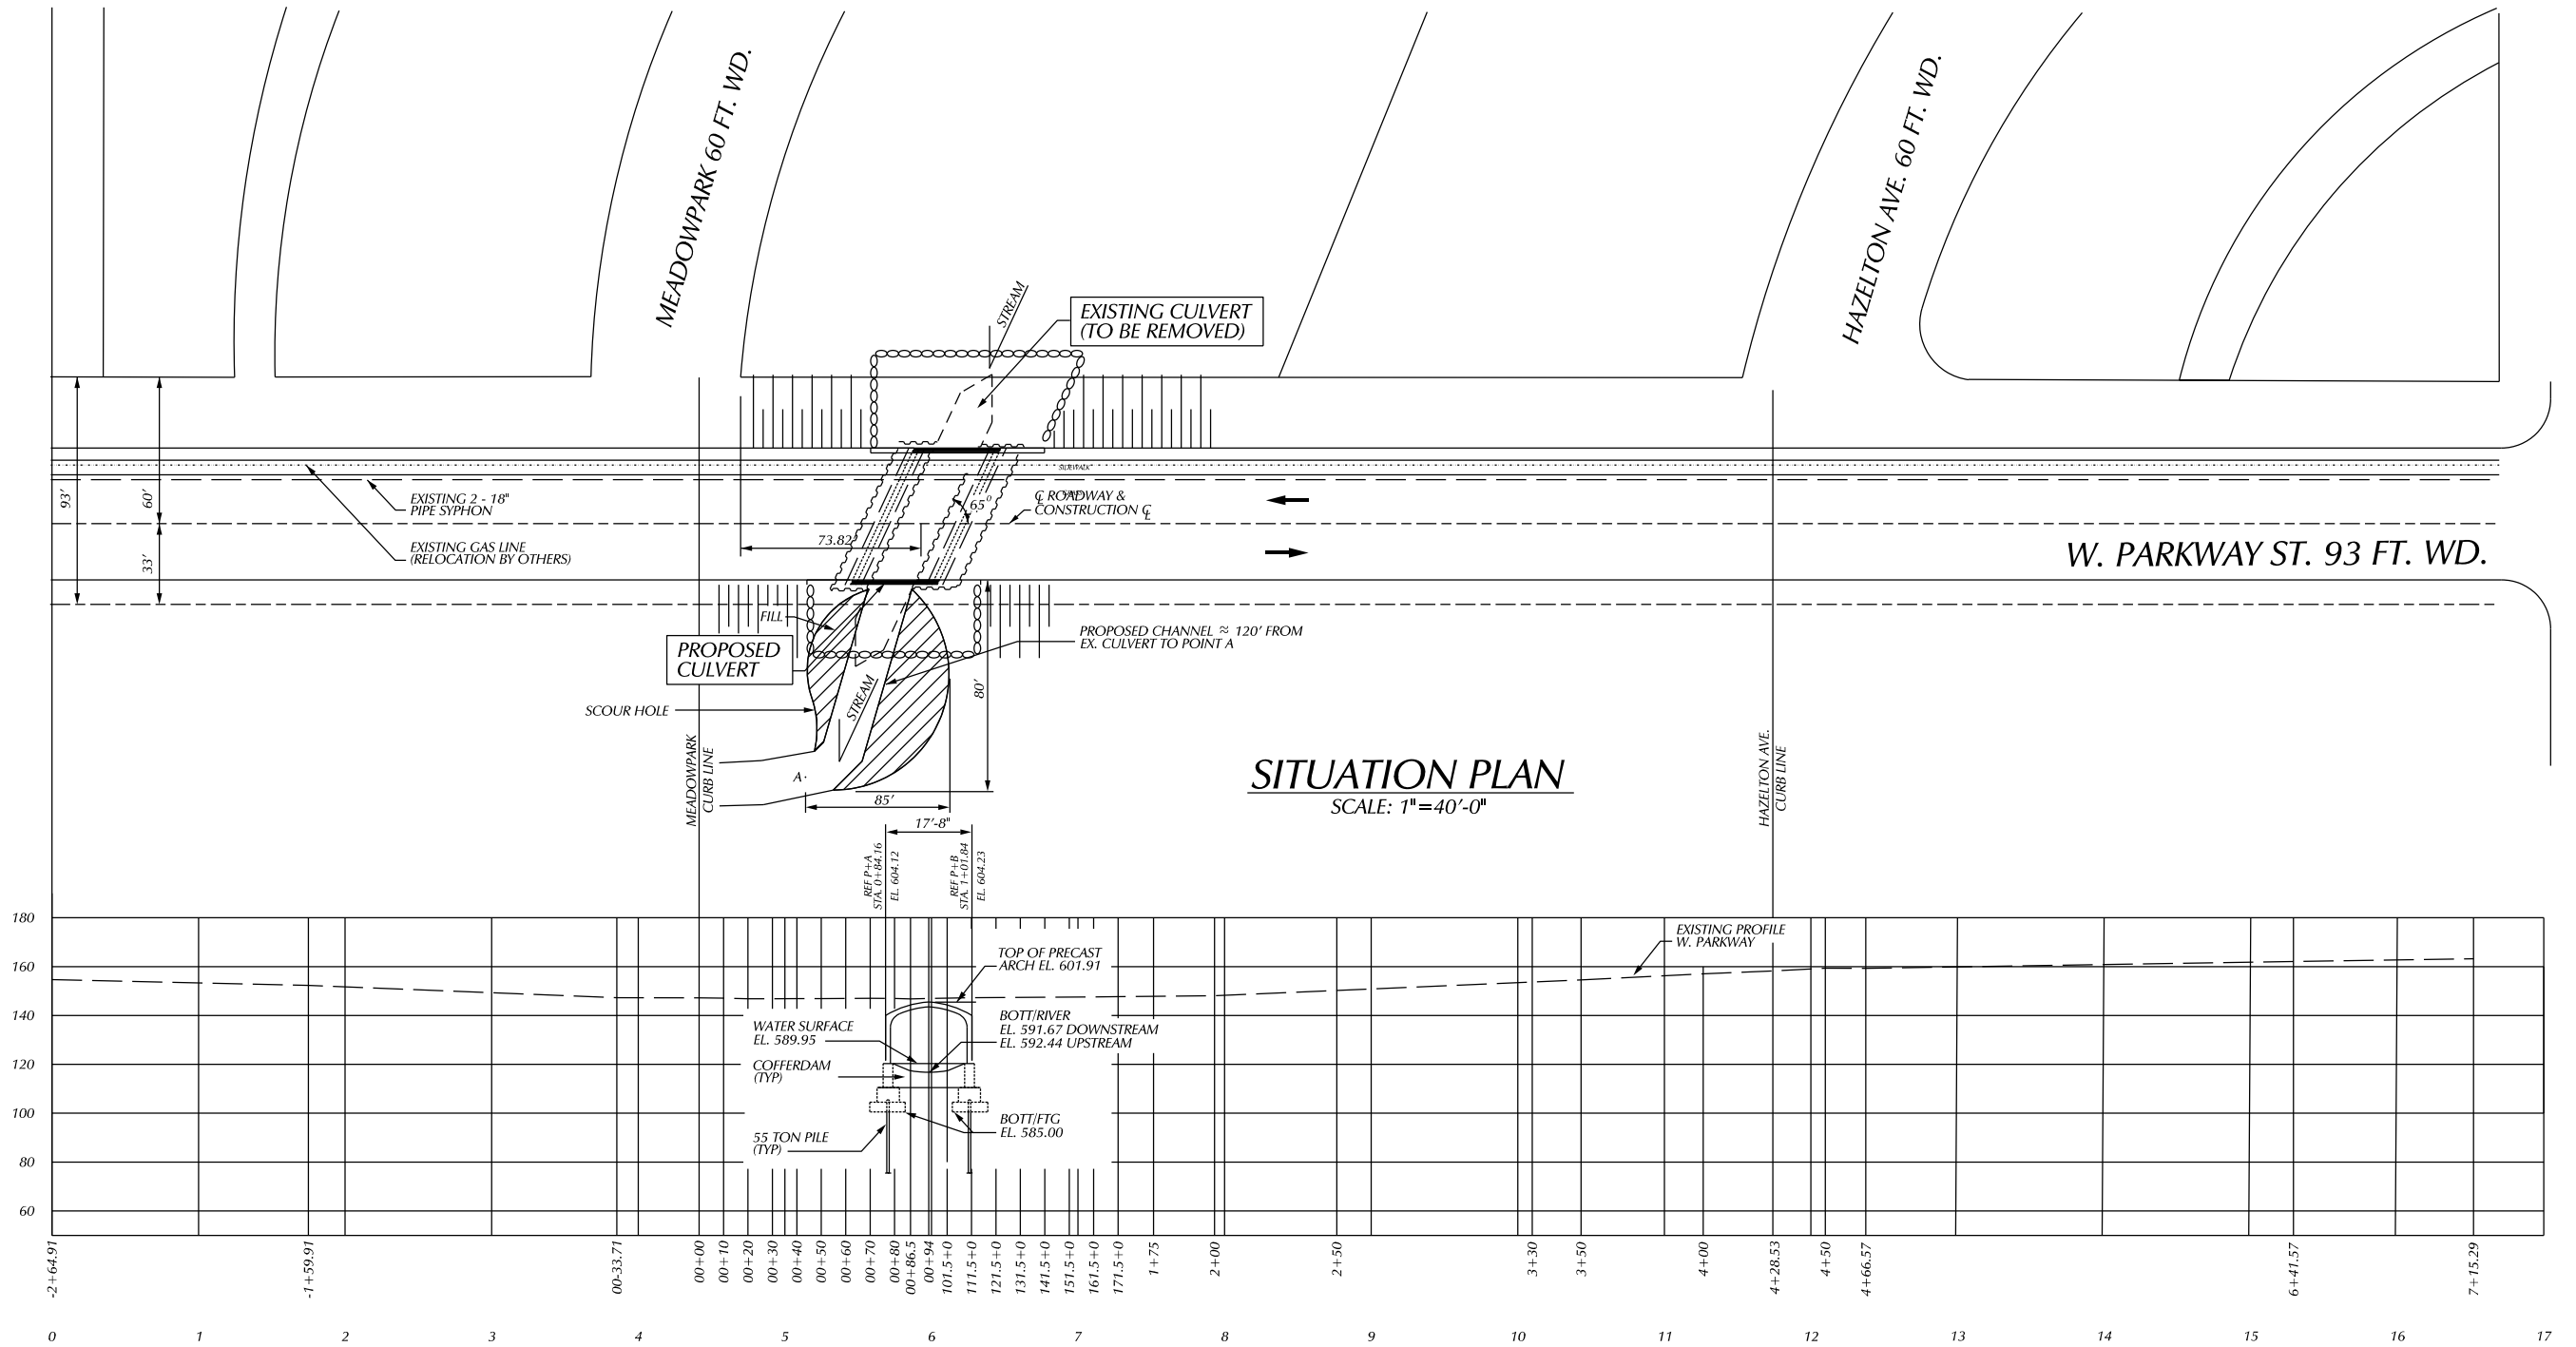 MEADOWPARK 60 FT. WD.
HAZELTON AVE. 60 FT. WD.
STREAM
EXISTING CULVERT
(TO BE REMOVED)
93'
60'
33'
EXISTING 2 - 18"
PIPE SYPHON
EXISTING GAS LINE
(RELOCATION BY OTHERS)
SIDEWALK
65°
℄ ROADWAY &
CONSTRUCTION ℄
73.82'
W. PARKWAY ST. 93 FT. WD.
FILL
PROPOSED
CULVERT
PROPOSED CHANNEL ≈ 120' FROM
EX. CULVERT TO POINT A
SCOUR HOLE
STREAM
80'
MEADOWPARK
CURB LINE
A.
85'
SITUATION PLAN
SCALE: 1"=40'-0"
HAZELTON AVE.
CURB LINE
17'-8"
REF P+A
STA. 0+84.16
EL. 604.12
REF P+B
STA. 1+01.84
EL. 604.23
180
160
140
120
100
80
60
EXISTING PROFILE
W. PARKWAY
TOP OF PRECAST
ARCH EL. 601.91
WATER SURFACE
EL. 589.95
BOTT/RIVER
EL. 591.67 DOWNSTREAM
EL. 592.44 UPSTREAM
COFFERDAM
(TYP)
BOTT/FTG
EL. 585.00
55 TON PILE
(TYP)
-2+64.91
-1+59.91
00-33.71
00+00
00+10
00+20
00+30
00+40
00+50
00+60
00+70
00+80
00+86.5
00+94
101.5+0
111.5+0
121.5+0
131.5+0
141.5+0
151.5+0
161.5+0
171.5+0
1+75
2+00
2+50
3+30
3+50
4+00
4+28.53
4+50
4+66.57
6+41.57
7+15.29
0 1 2 3 4 5 6 7 8 9 10 11 12 13 14 15 16 17